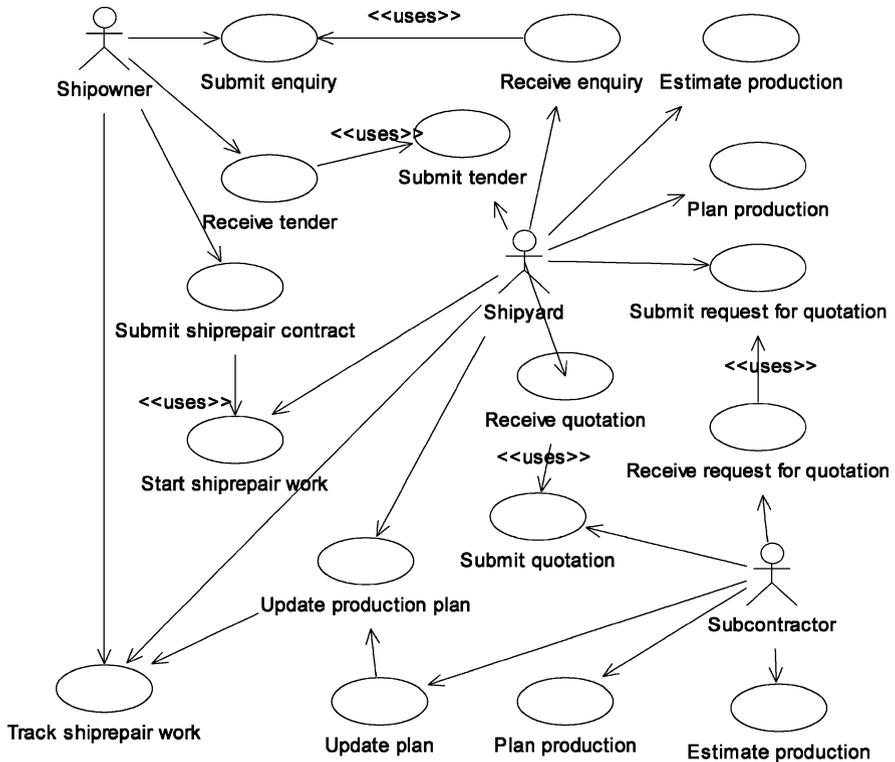 <<uses>>
Shipowner
Submit enquiry
Receive enquiry
Estimate production
<<uses>>
Submit tender
Receive tender
Plan production
Shipyard
Submit request for quotation
Submit shiprepair contract
<<uses>>
<<uses>>
Receive quotation
<<uses>>
Receive request for quotation
Start shiprepair work
Submit quotation
Update production plan
Subcontractor
Track shiprepair work
Update plan
Plan production
Estimate production